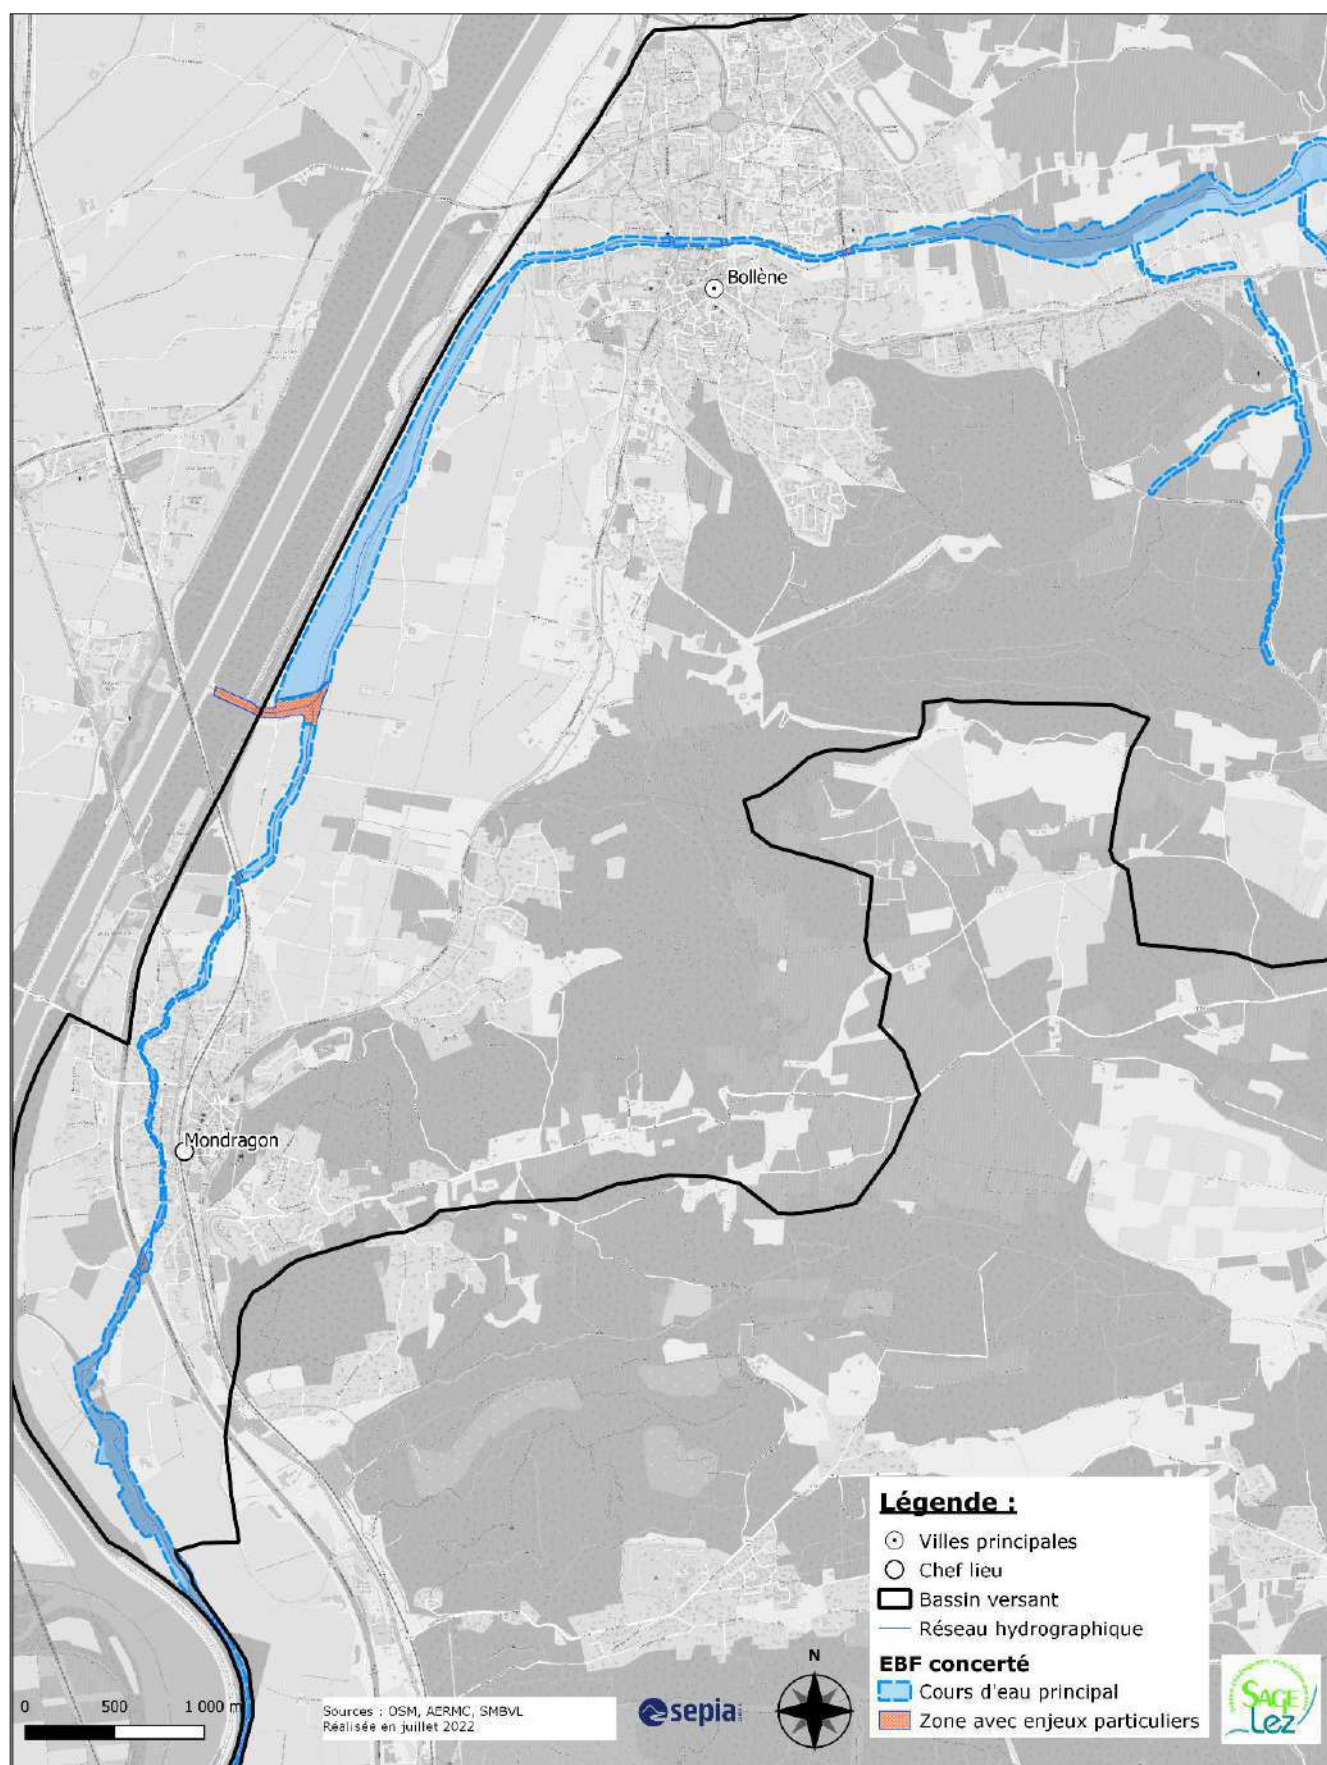 Bollène
Mondragon
Légende :
Villes principales
Chef lieu
Bassin versant
Réseau hydrographique
EBF concerté
Cours d'eau principal
Zone avec enjeux particuliers
0 500 1 000 m
Sources : OSM, AERMC, SMBVL
Réalisée en juillet 2022
sepia
N
SAGE
Lez